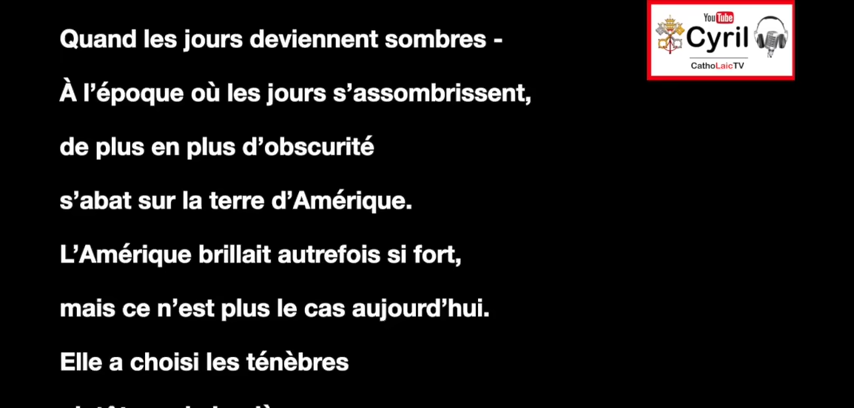 Quand les jours deviennent sombres -
À l’époque où les jours s’assombrissent,
de plus en plus d’obscurité
s’abat sur la terre d’Amérique.
L’Amérique brillait autrefois si fort,
mais ce n’est plus le cas aujourd’hui.
Elle a choisi les ténèbres
YouTube
Cyril
CathoLaicTV